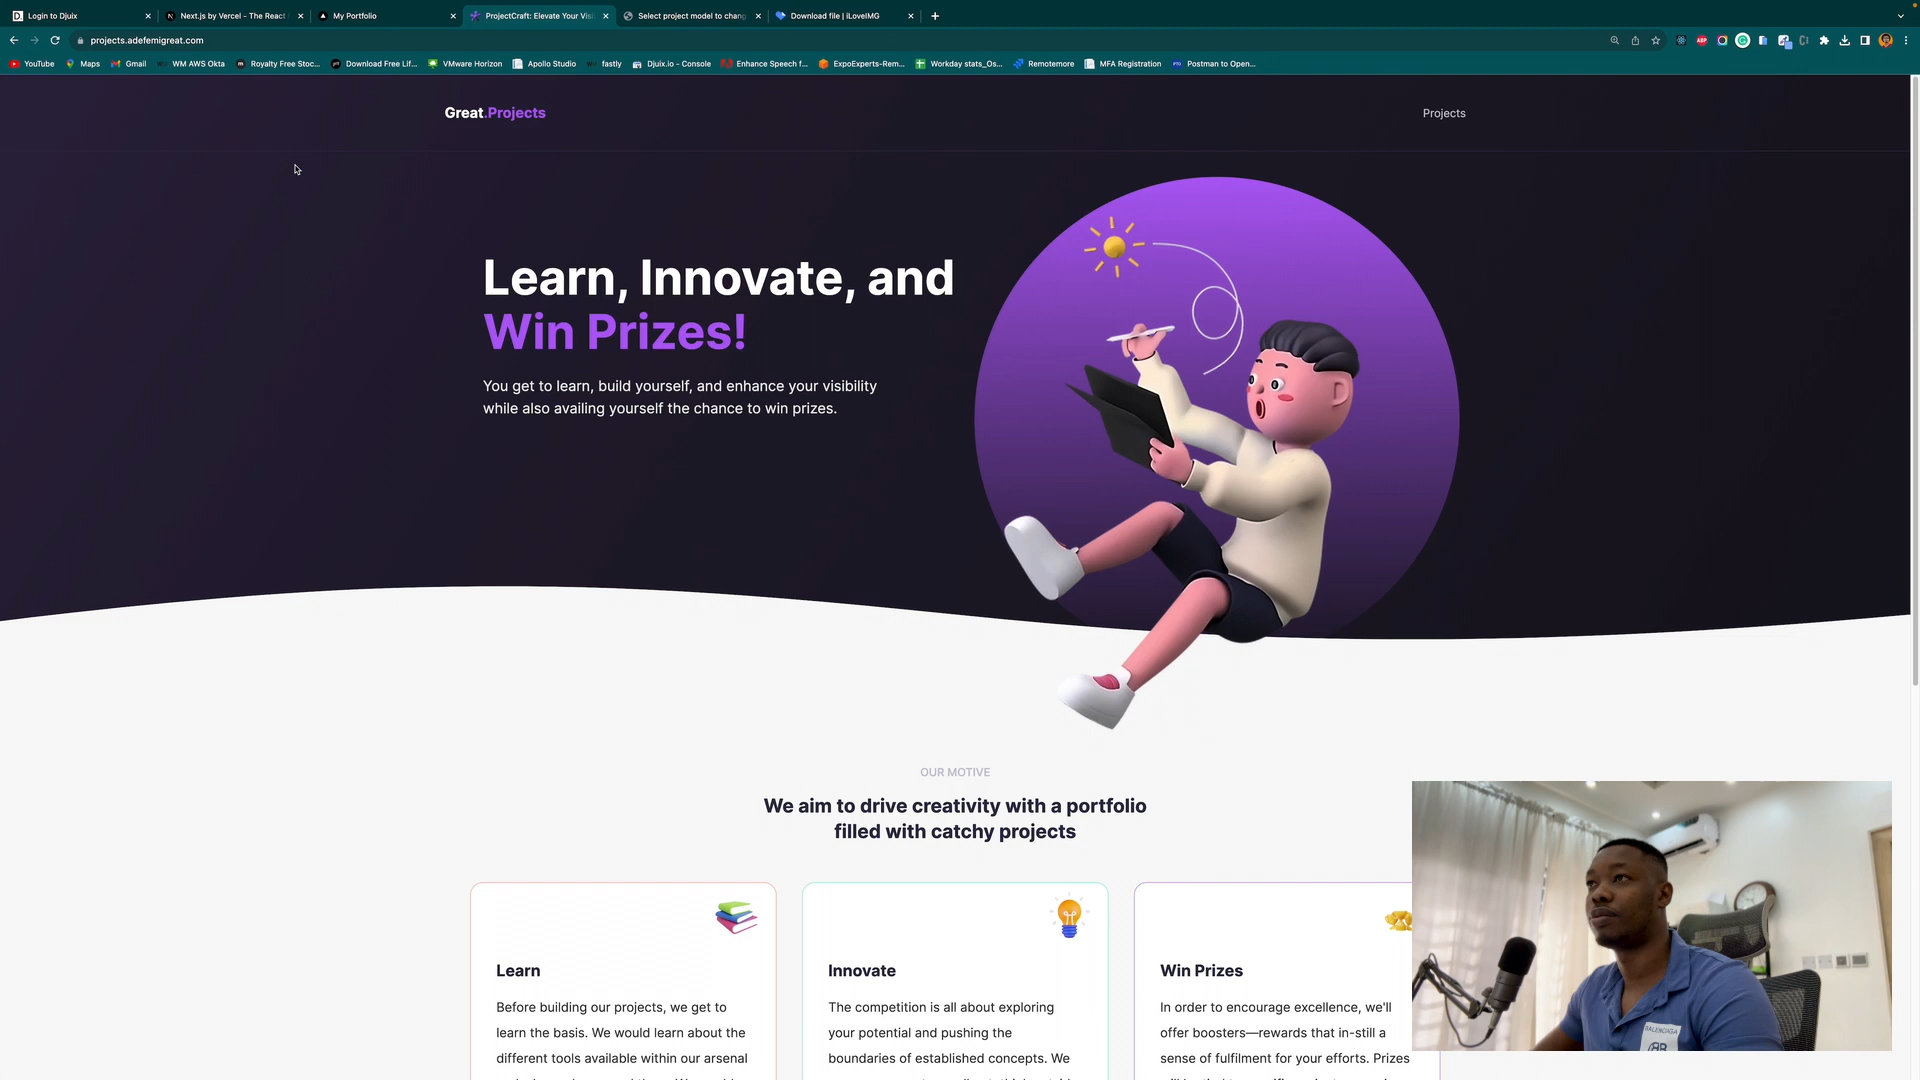 Login to Djuix
Next.js by Vercel - The React
My Portfolio
ProjectCraft: Elevate Your Vis
Select project model to chang
Download file | iLoveIMG
projects.adefemigreat.com
YouTube
Maps
Gmail
WM AWS Okta
Royalty Free Stoc...
Download Free Lif...
VMware Horizon
Apollo Studio
fastly
Djuix.io - Console
Enhance Speech f...
ExpoExperts-Rem...
Workday stats_Os...
Remotemore
MFA Registration
Postman to Open...
Great.Projects
Projects
Learn, Innovate, and
Win Prizes!
You get to learn, build yourself, and enhance your visibility
while also availing yourself the chance to win prizes.
OUR MOTIVE
We aim to drive creativity with a portfolio
filled with catchy projects
Learn
Before building our projects, we get to
learn the basis. We would learn about the
different tools available within our arsenal
Innovate
The competition is all about exploring
your potential and pushing the
boundaries of established concepts. We
Win Prizes
In order to encourage excellence, we'll
offer boosters—rewards that in-still a
sense of fulfilment for your efforts. Prizes
BALENCIAGA